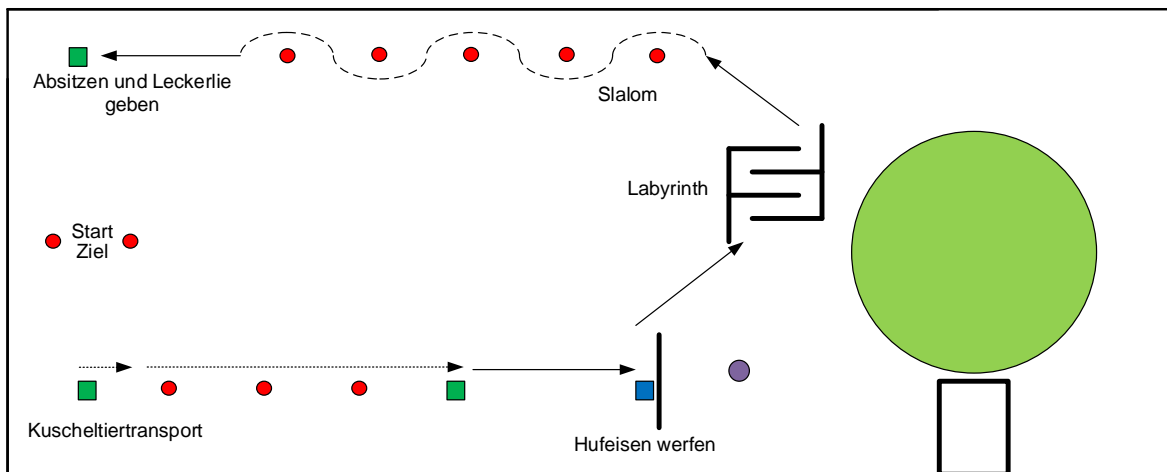 Absitzen und Leckerlie
geben
Slalom
Labyrinth
Start
Ziel
Kuscheltiertransport
Hufeisen werfen